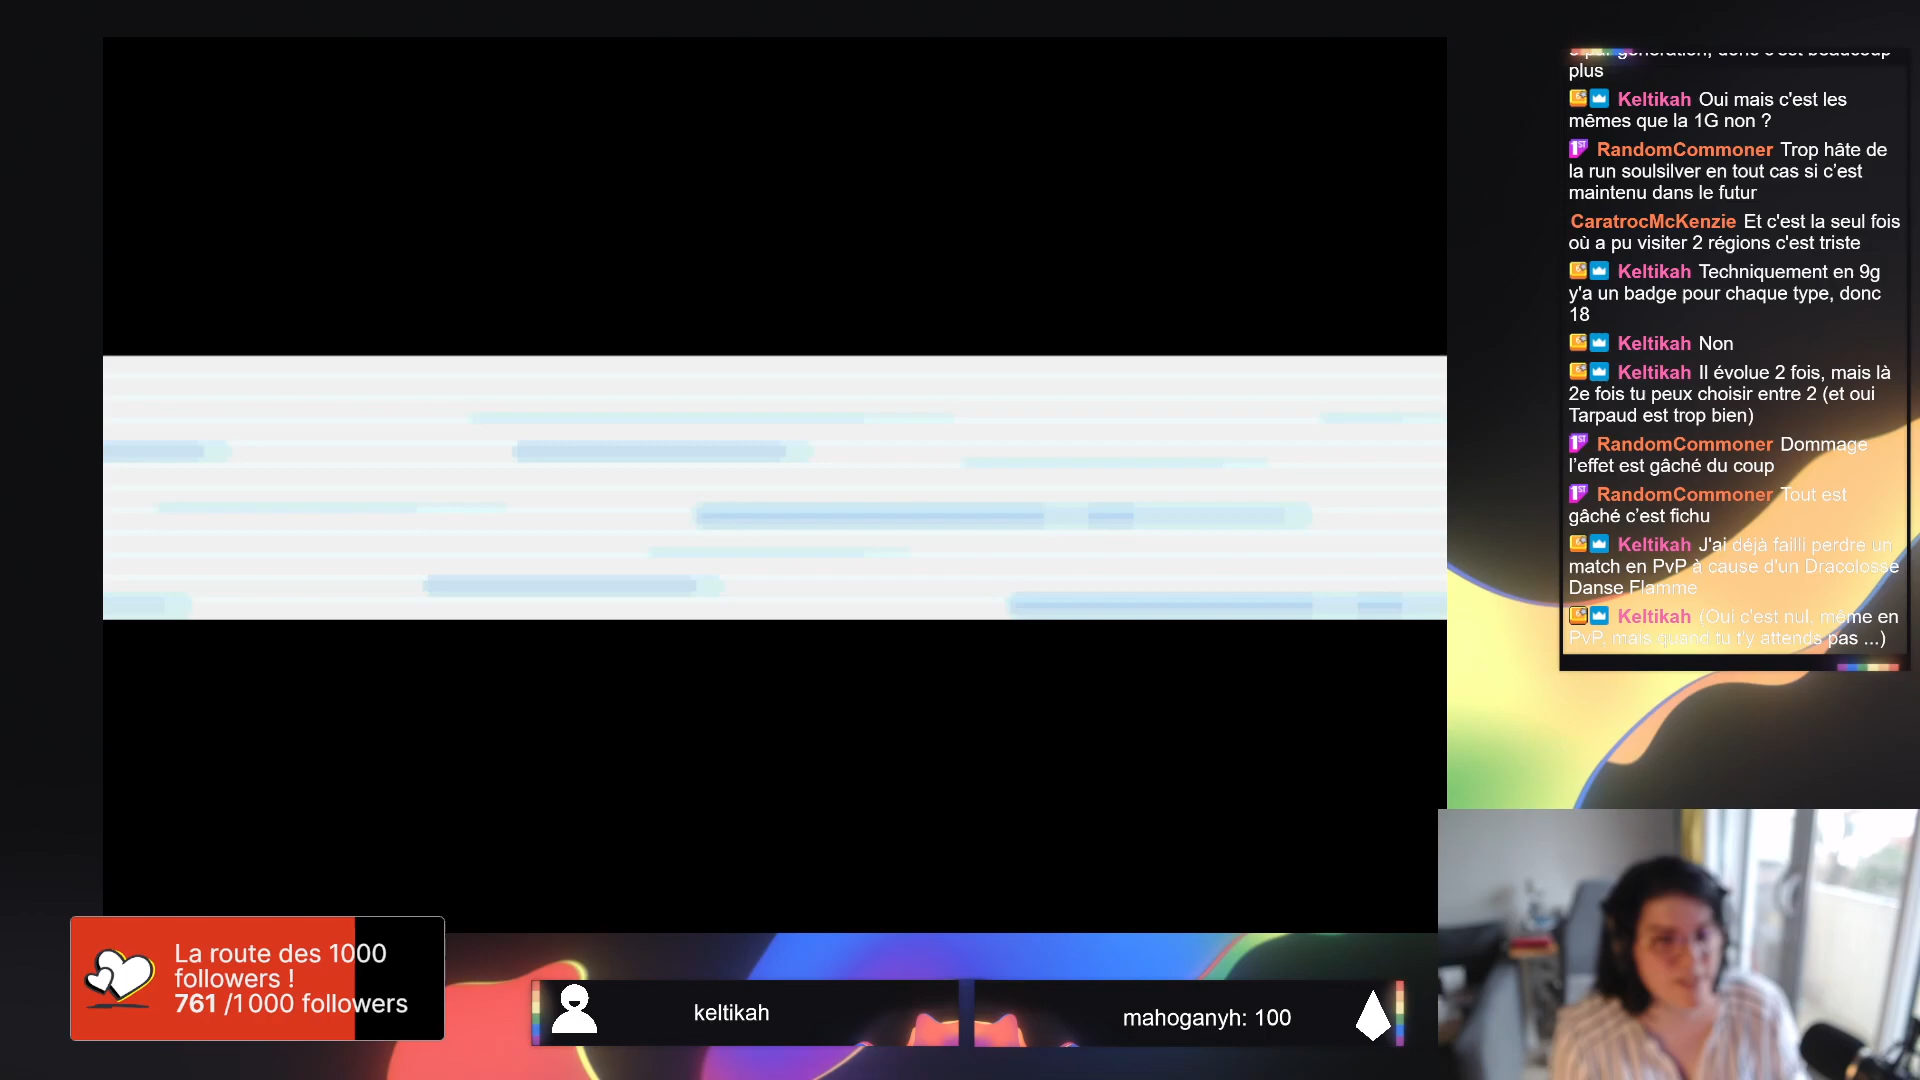 plus
Keltikah Oui mais c'est les
mêmes que la 1G non ?
RandomCommoner Trop hâte de
la run soulsilver en tout cas si c’est
maintenu dans le futur
CaratrocMcKenzie Et c'est la seul fois
où a pu visiter 2 régions c'est triste
Keltikah Techniquement en 9g
y'a un badge pour chaque type, donc
18
Keltikah Non
Keltikah Il évolue 2 fois, mais là
2e fois tu peux choisir entre 2 (et oui
Tarpaud est trop bien)
RandomCommoner Dommage
l’effet est gâché du coup
RandomCommoner Tout est
gâché c’est fichu
Keltikah J'ai déjà failli perdre un
match en PvP à cause d'un Dracolosse
Danse Flamme
Keltikah (Oui c'est nul, même en
PvP, mais quand tu t'y attends pas ...)
La route des 1000
followers !
761 /1000 followers
keltikah
mahoganyh: 100